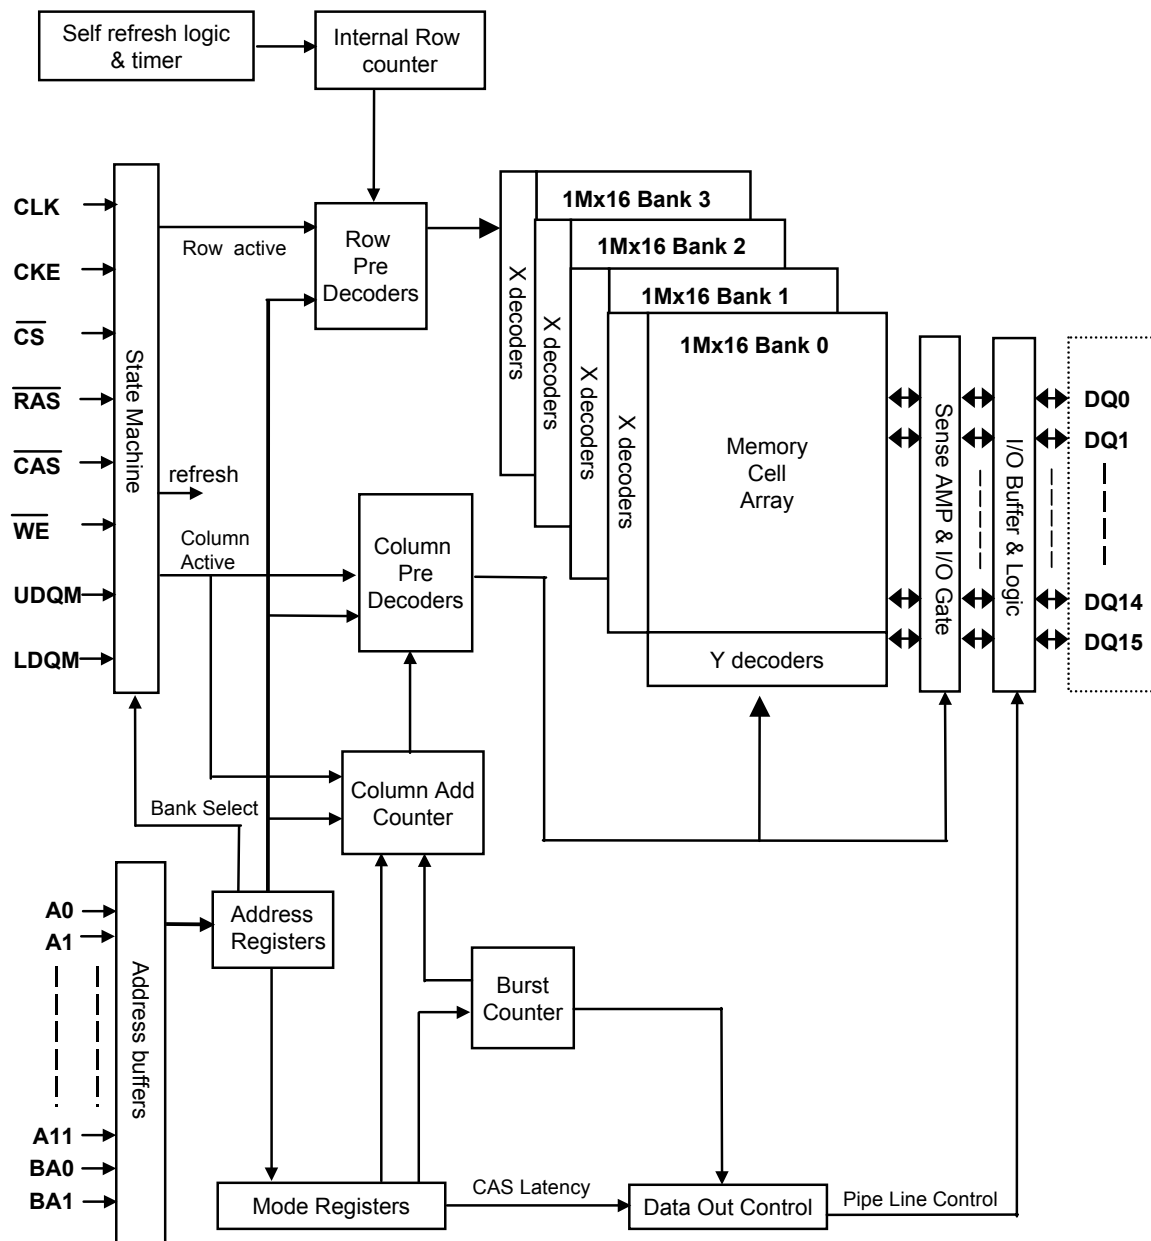 Self refresh logic
& timer
Internal Row
counter
CLK
CKE
CS
RAS
CAS
WE
UDQM
LDQM
State Machine
Row active
refresh
Column
Active
Bank Select
Row
Pre
Decoders
Column
Pre
Decoders
Column Add
Counter
X decoders
X decoders
X decoders
X decoders
1Mx16 Bank 3
1Mx16 Bank 2
1Mx16 Bank 1
1Mx16 Bank 0
Memory
Cell
Array
Y decoders
Sense AMP & I/O Gate
I/O Buffer & Logic
DQ0
DQ1
DQ14
DQ15
A0
A1
A11
BA0
BA1
Address buffers
Address
Registers
Burst
Counter
Mode Registers
CAS Latency
Data Out Control
Pipe Line Control